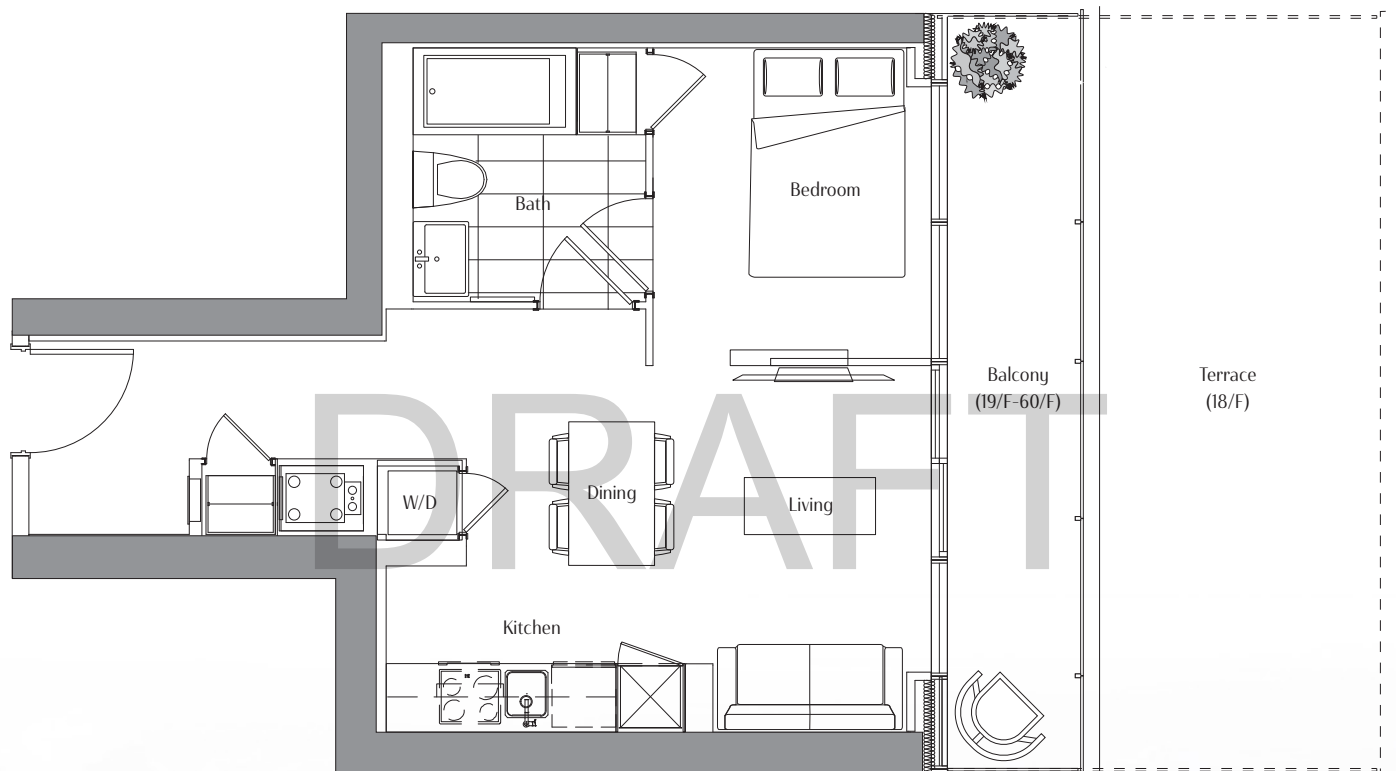 Bedroom
Bath
Balcony
(19/F-60/F)
Terrace
(18/F)
DRAFT
W/D
Dining
Living
Kitchen